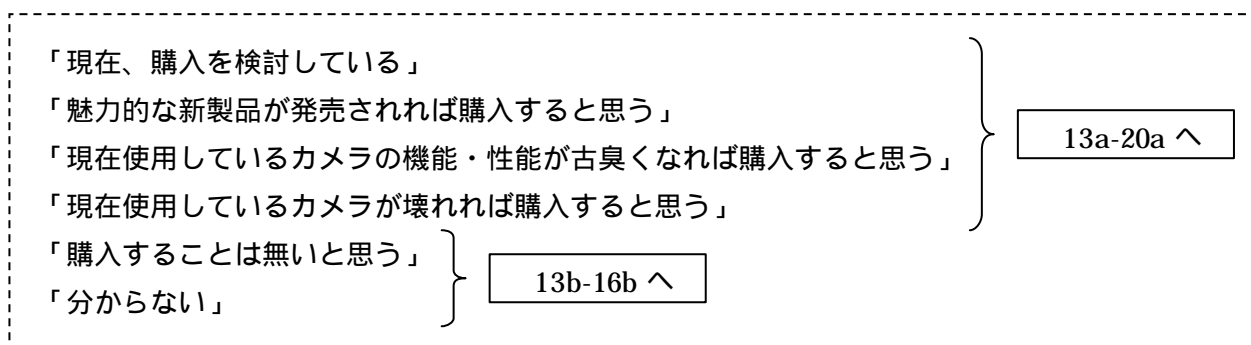 「現在、購入を検討している」
「魅力的な新製品が発売されれば購入すると思う」
「現在使用しているカメラの機能・性能が古臭くなれば購入すると思う」
「現在使用しているカメラが壊れれば購入すると思う」
13a-20a へ
「購入することは無いと思う」
「分からない」
13b-16b へ